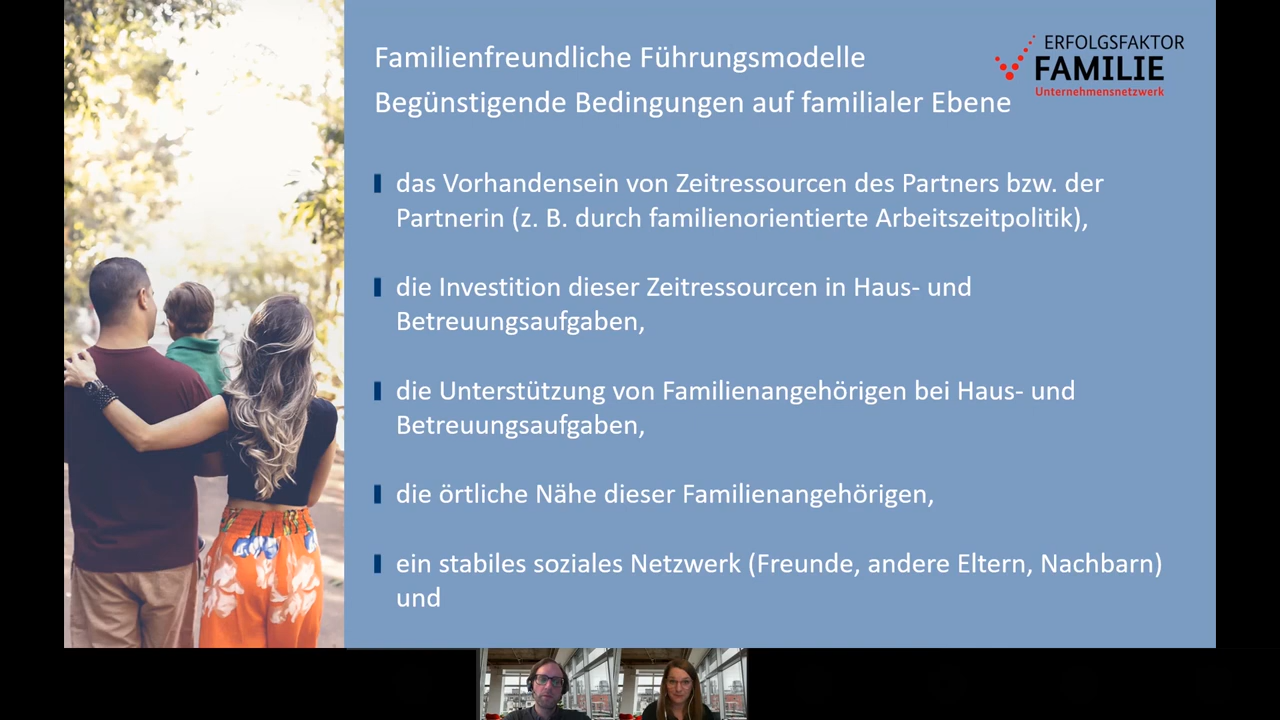 Familienfreundliche Führungsmodelle
Begünstigende Bedingungen auf familialer Ebene
ERFOLGSFAKTOR
FAMILIE
Unternehmensnetzwerk
das Vorhandensein von Zeitressourcen des Partners bzw. der
Partnerin (z. B. durch familienorientierte Arbeitszeitpolitik),
die Investition dieser Zeitressourcen in Haus- und
Betreuungsaufgaben,
die Unterstützung von Familienangehörigen bei Haus- und
Betreuungsaufgaben,
die örtliche Nähe dieser Familienangehörigen,
ein stabiles soziales Netzwerk (Freunde, andere Eltern, Nachbarn)
und